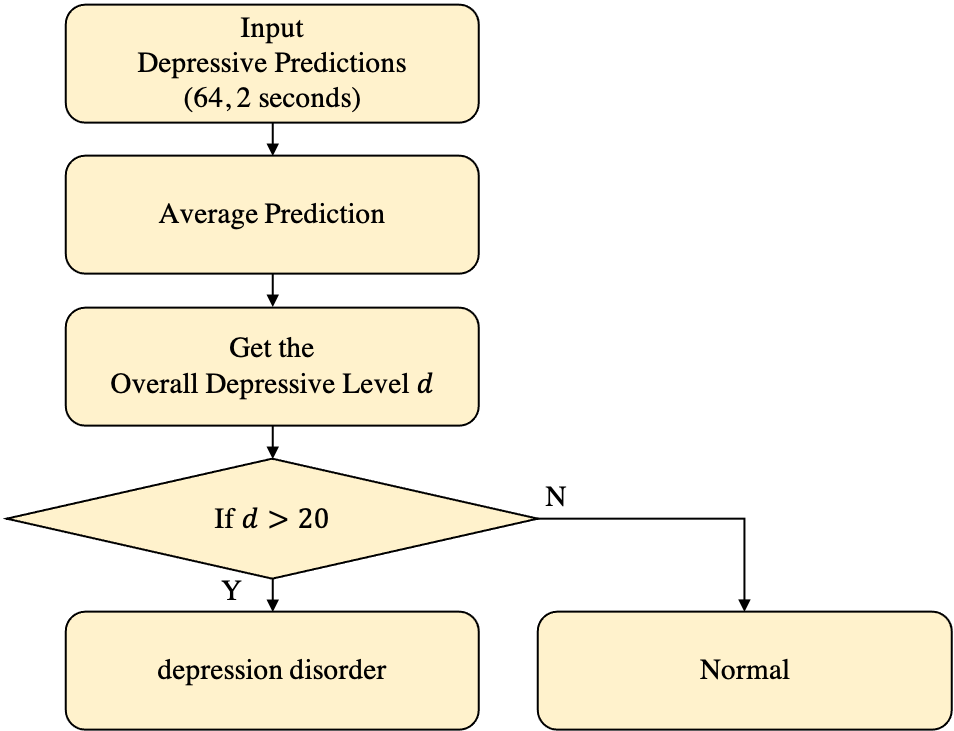 Input
Depressive Predictions
(64, 2 seconds)
Average Prediction
Get the
Overall Depressive Level d
If d > 20
N
Y
depression disorder
Normal